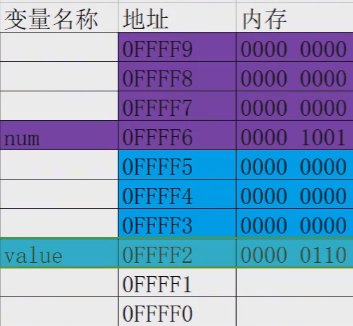 变量名称 地址 内存
0FFFF9 0000 0000
0FFFF8 0000 0000
0FFFF7 0000 0000
num 0FFFF6 0000 1001
0FFFF5 0000 0000
0FFFF4 0000 0000
0FFFF3 0000 0000
value 0FFFF2 0000 0110
0FFFF1
0FFFF0